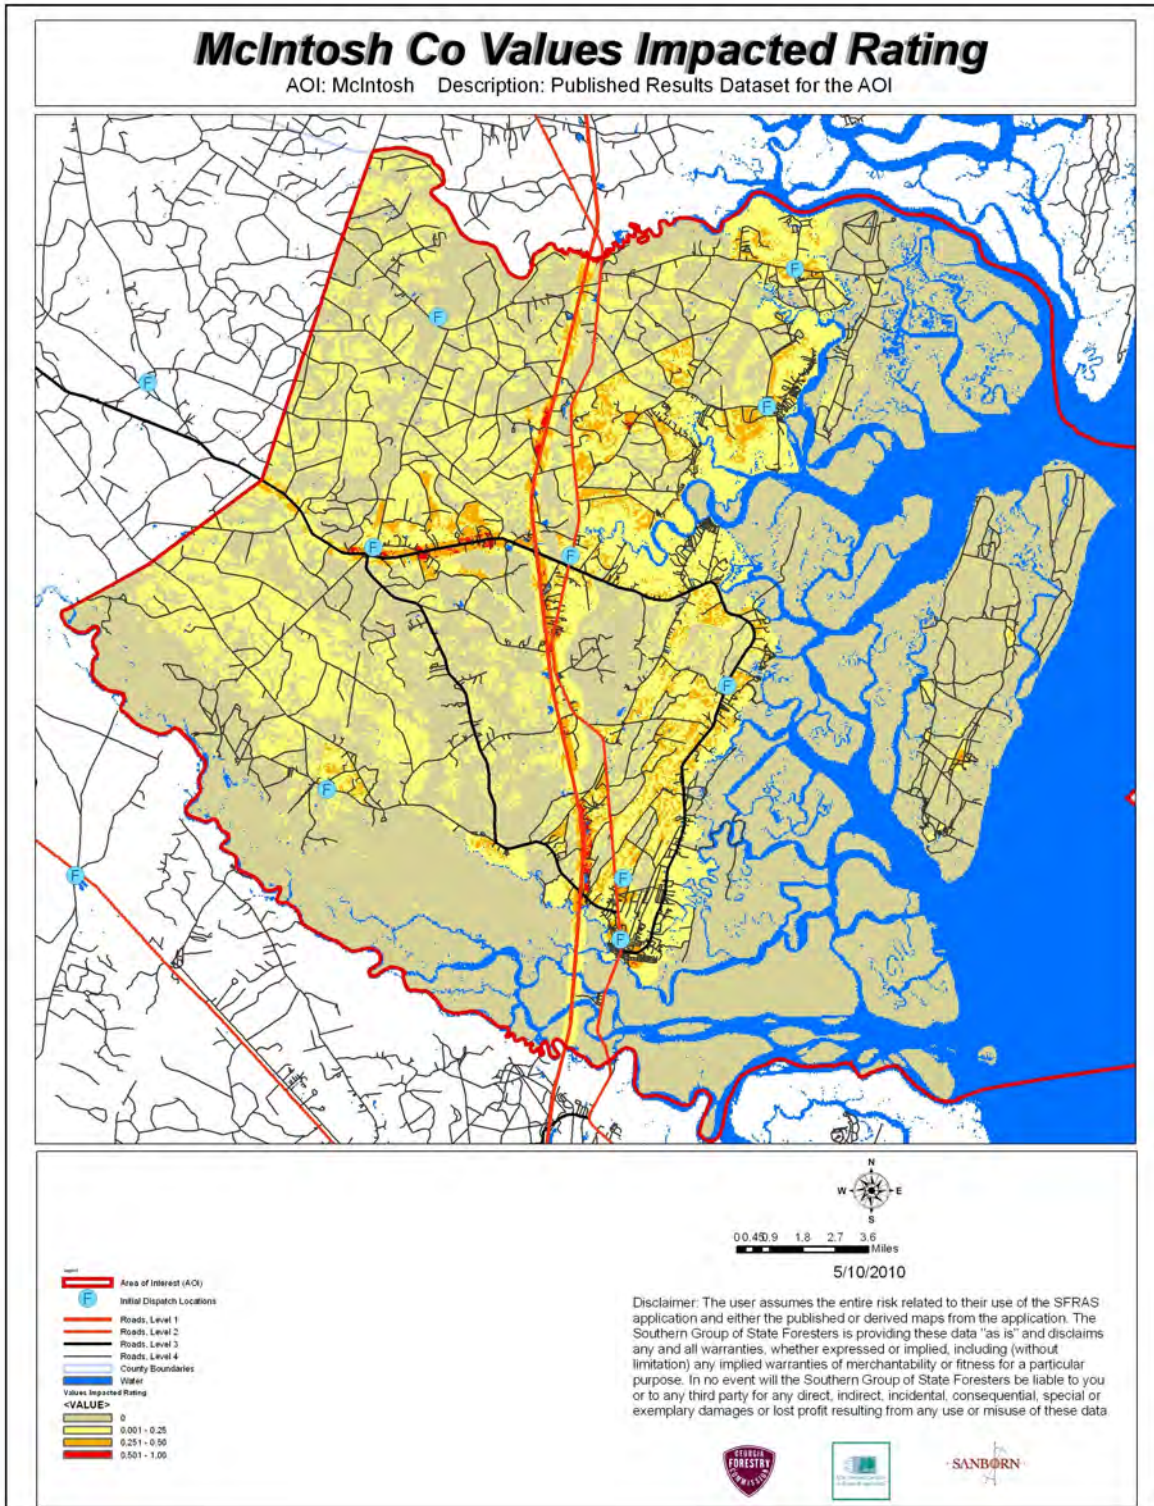 McIntosh Co Values Impacted Rating
AOI: McIntosh Description: Published Results Dataset for the AOI
F
F
F
F
F
F
F
F
F
F
F
N
W E
S
0 0.45 0.9 1.8 2.7 3.6
Miles
5/10/2010
Legend
Area of Interest (AOI)
F Initial Dispatch Locations
Roads, Level 1
Roads, Level 2
Roads, Level 3
Roads, Level 4
County Boundaries
Water
Values Impacted Rating
<VALUE>
0
0.001 - 0.25
0.251 - 0.50
0.501 - 1.00
Disclaimer: The user assumes the entire risk related to their use of the SFRAS
application and either the published or derived maps from the application. The
Southern Group of State Foresters is providing these data "as is" and disclaims
any and all warranties, whether expressed or implied, including (without
limitation) any implied warranties of merchantability or fitness for a particular
purpose. In no event will the Southern Group of State Foresters be liable to you
or to any third party for any direct, indirect, incidental, consequential, special or
exemplary damages or lost profit resulting from any use or misuse of these data
GEORGIA
FORESTRY
COMMISSION
SANBORN